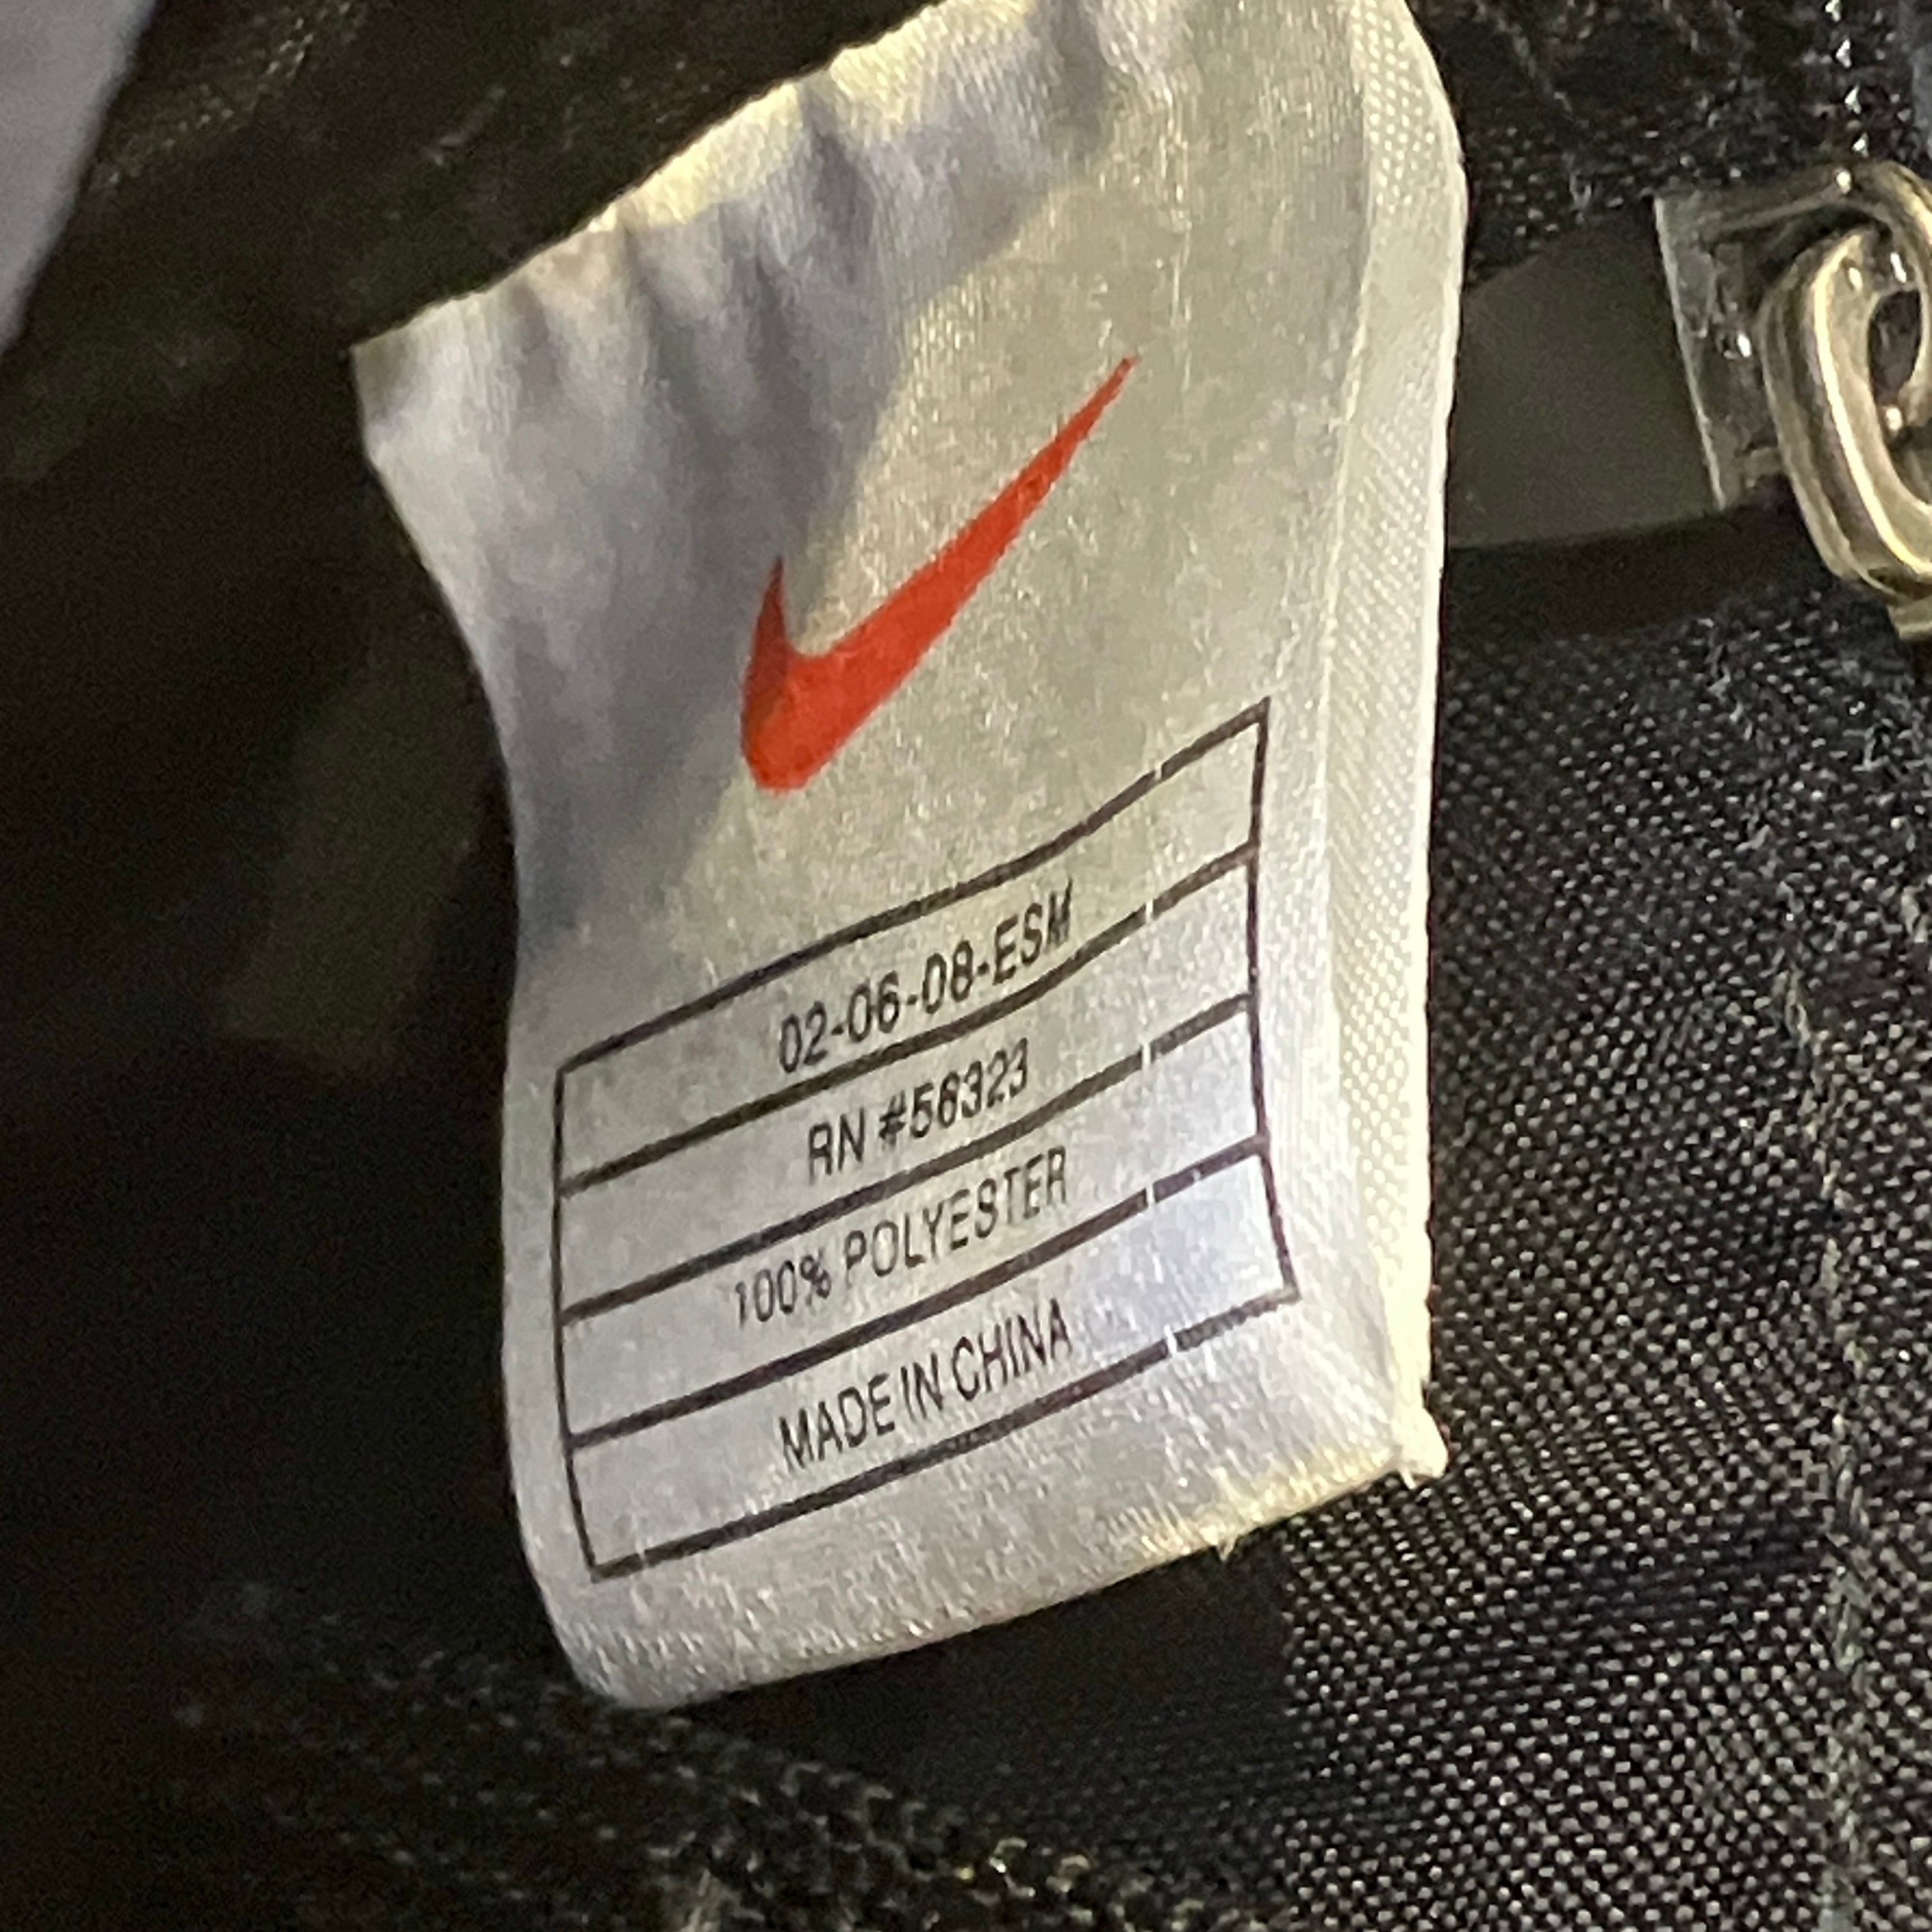 02-06-08-ESM
RN #56323
100% POLYESTER
MADE IN CHINA